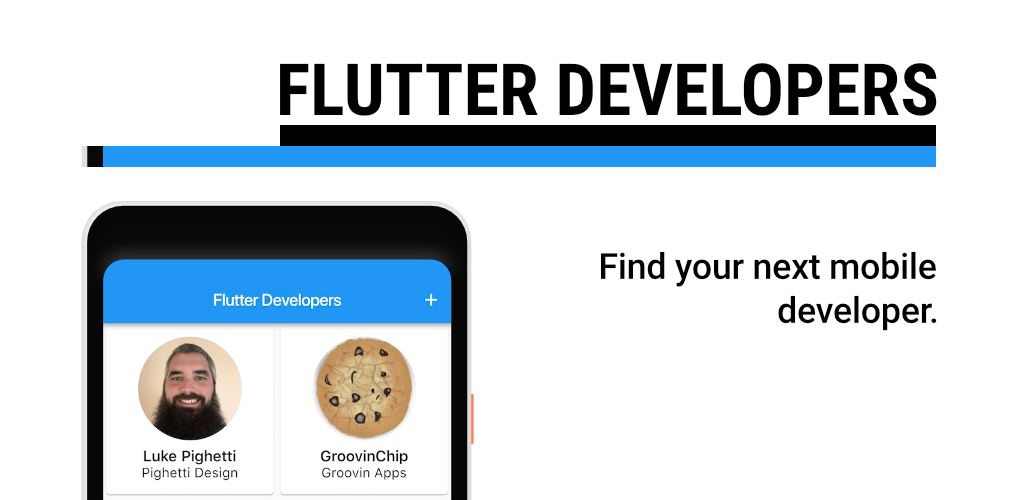 FLUTTER DEVELOPERS
Find your next mobile
developer.
Flutter Developers +
Luke Pighetti
Pighetti Design
GroovinChip
Groovin Apps